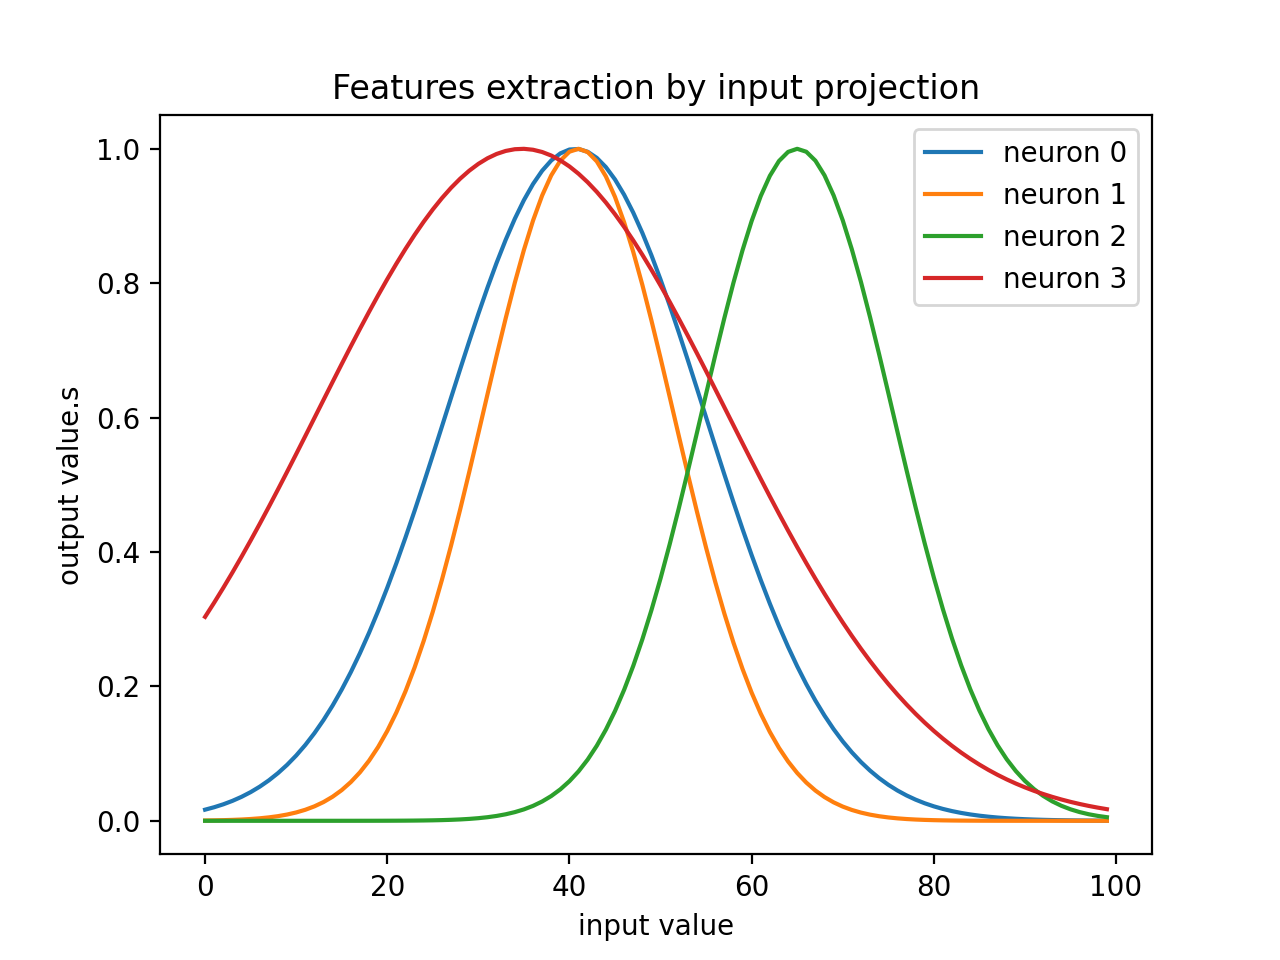 Features extraction by input projection
1.0
0.8
0.6
0.4
0.2
0.0
output value.s
neuron 0
neuron 1
neuron 2
neuron 3
0 20 40 60 80 100
input value